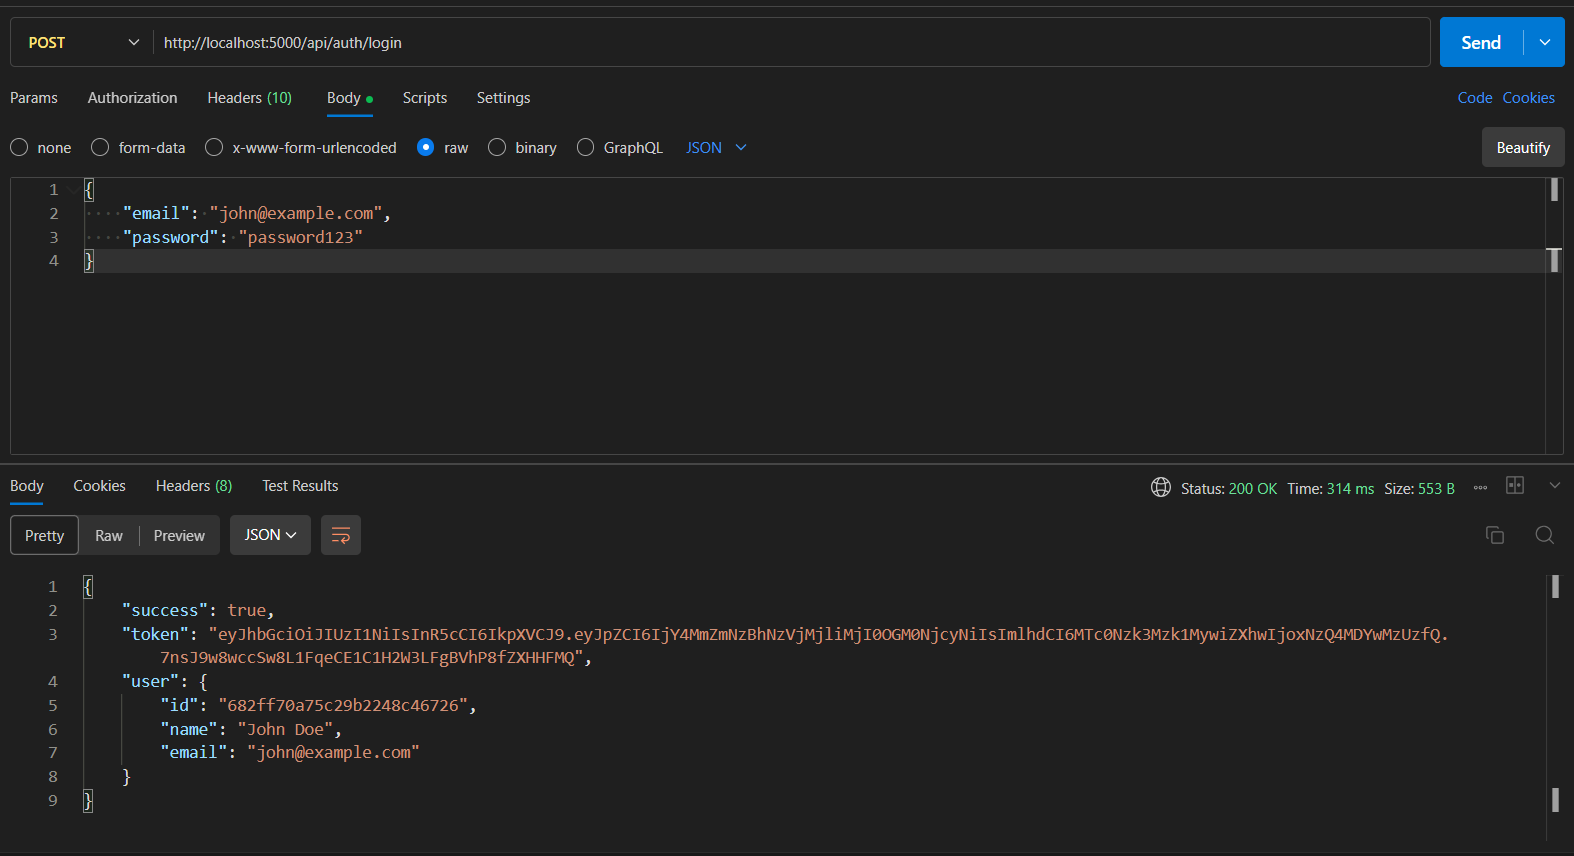 POST http://localhost:5000/api/auth/login Send
Params Authorization Headers (10) Body Scripts Settings Code Cookies
none form-data x-www-form-urlencoded raw binary GraphQL JSON Beautify
1 {
2 "email": "john@example.com",
3 "password": "password123"
4 }
Body Cookies Headers (8) Test Results Status: 200 OK Time: 314 ms Size: 553 B
Pretty Raw Preview JSON
1 {
2 "success": true,
3 "token": "eyJhbGciOiJIUzI1NiIsInR5cCI6IkpXVCJ9.eyJpZCI6IjY4MmZmNzBhNzVjMjliMjI0OGM0NjcyNiIsImlhdCI6MTc0Nzk3Mzk1MywiZXhwIjoxNzQ4MDYwMzUzfQ.
7nsJ9w8wccSw8L1FqeCE1C1H2W3LFgBVhP8fZXHHFMQ",
4 "user": {
5 "id": "682ff70a75c29b2248c46726",
6 "name": "John Doe",
7 "email": "john@example.com"
8 }
9 }